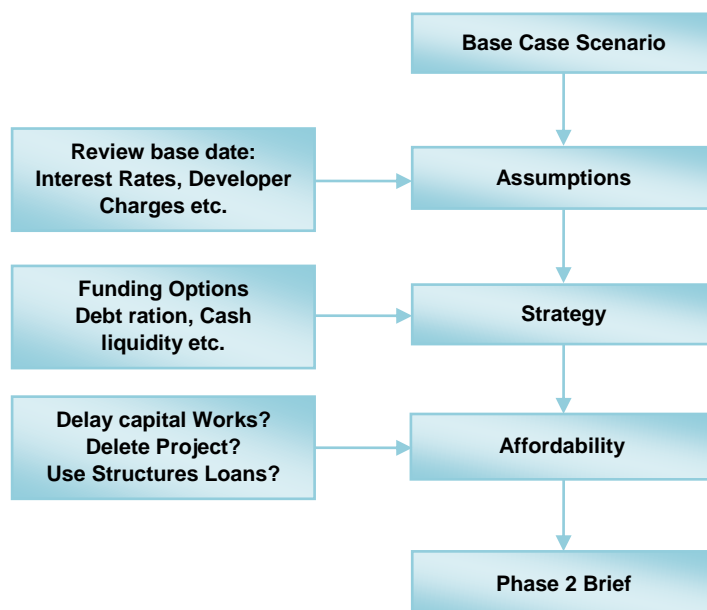 Base Case Scenario
Review base date:
Interest Rates, Developer
Charges etc.
Assumptions
Funding Options
Debt ration, Cash
liquidity etc.
Strategy
Delay capital Works?
Delete Project?
Use Structures Loans?
Affordability
Phase 2 Brief